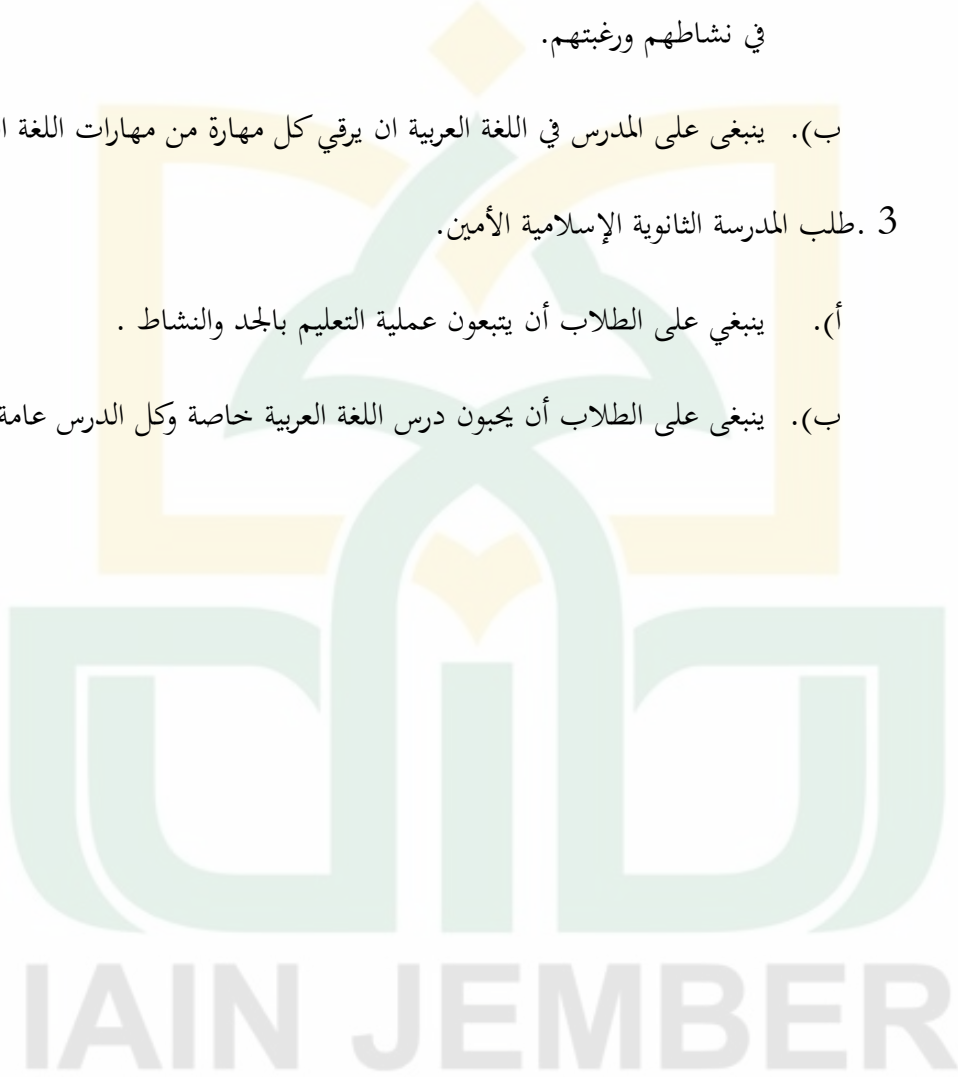 في نشاطهم ورغبتهم.
ب). ينبغى على المدرس في اللغة العربية ان يرقي كل مهارة من مهارات اللغة
3 .طلب المدرسة الثانوية الإسلامية الأمين.
أ). ينبغي على الطلاب أن يتبعون عملية التعليم بالجد والنشاط .
ب). ينبغى على الطلاب أن يحبون درس اللغة العربية خاصة وكل الدرس عامة
IAIN JEMBER